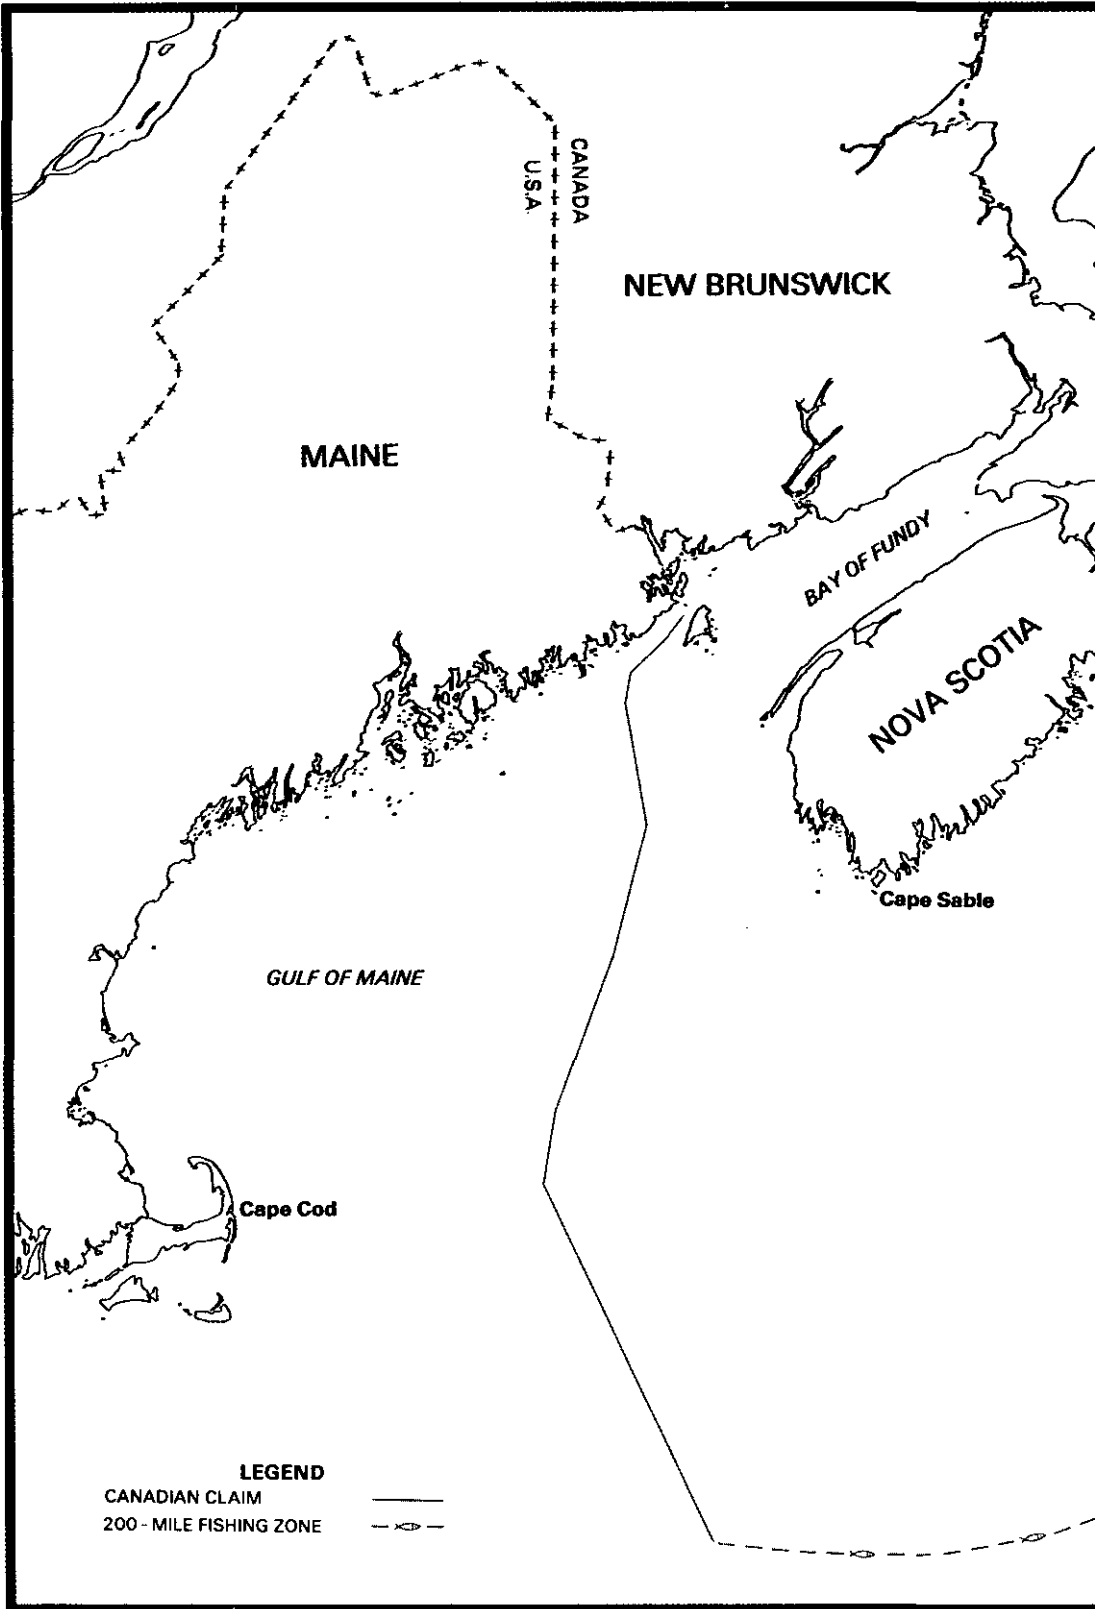 CANADA
U.S.A.
NEW BRUNSWICK
MAINE
BAY OF FUNDY
NOVA SCOTIA
Cape Sable
GULF OF MAINE
Cape Cod
LEGEND
CANADIAN CLAIM
200-MILE FISHING ZONE